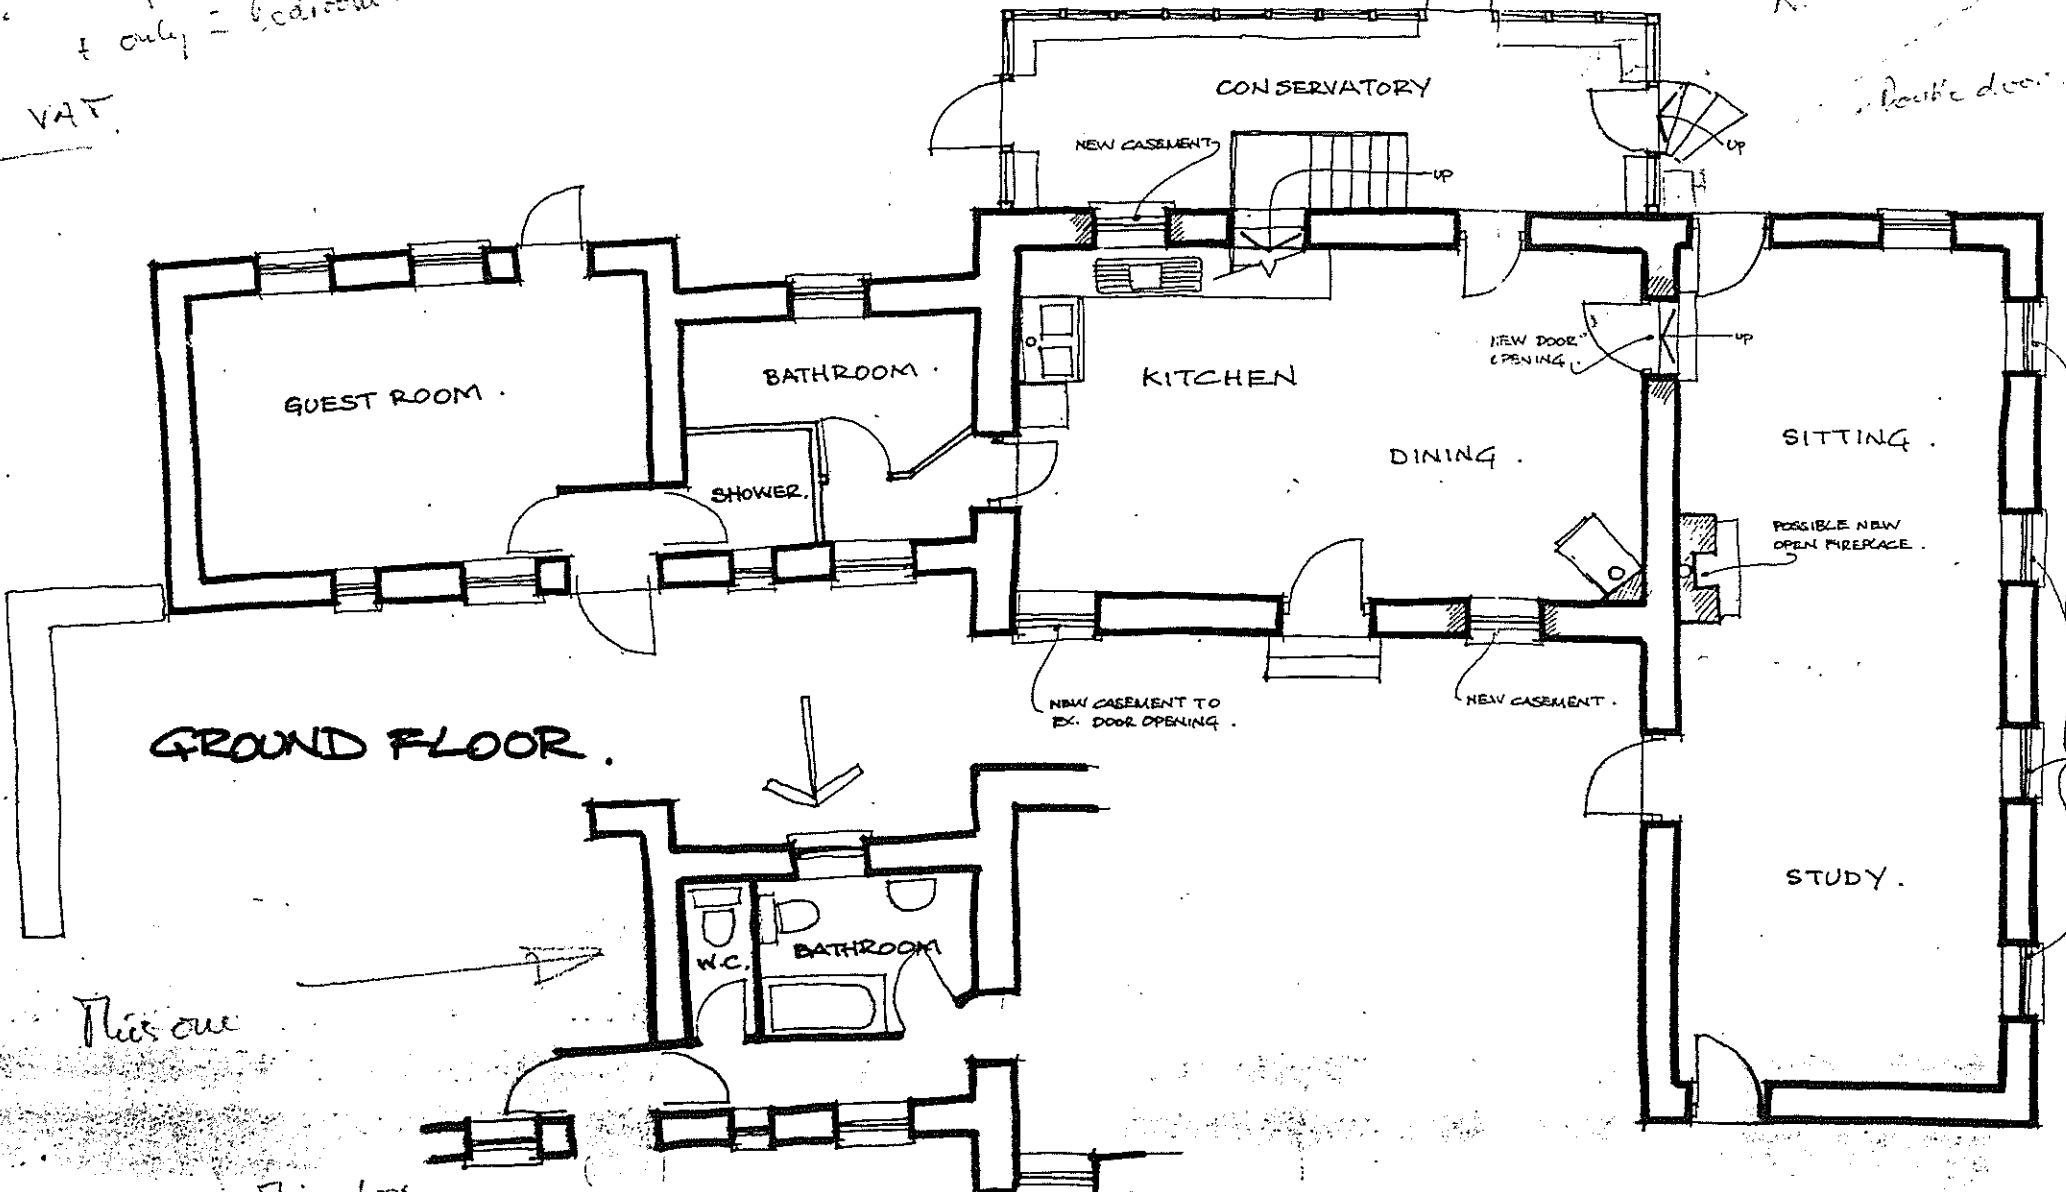 VAT.
CONSERVATORY
NEW CASEMENT
UP
UP
GUEST ROOM.
BATHROOM.
SHOWER.
KITCHEN
DINING.
NEW DOOR
OPENING.
UP
SITTING.
POSSIBLE NEW
OPEN FIREPLACE.
NEW CASEMENT TO
EX. DOOR OPENING.
NEW CASEMENT.
GROUND FLOOR.
STUDY.
W.C.
BATHROOM
This one